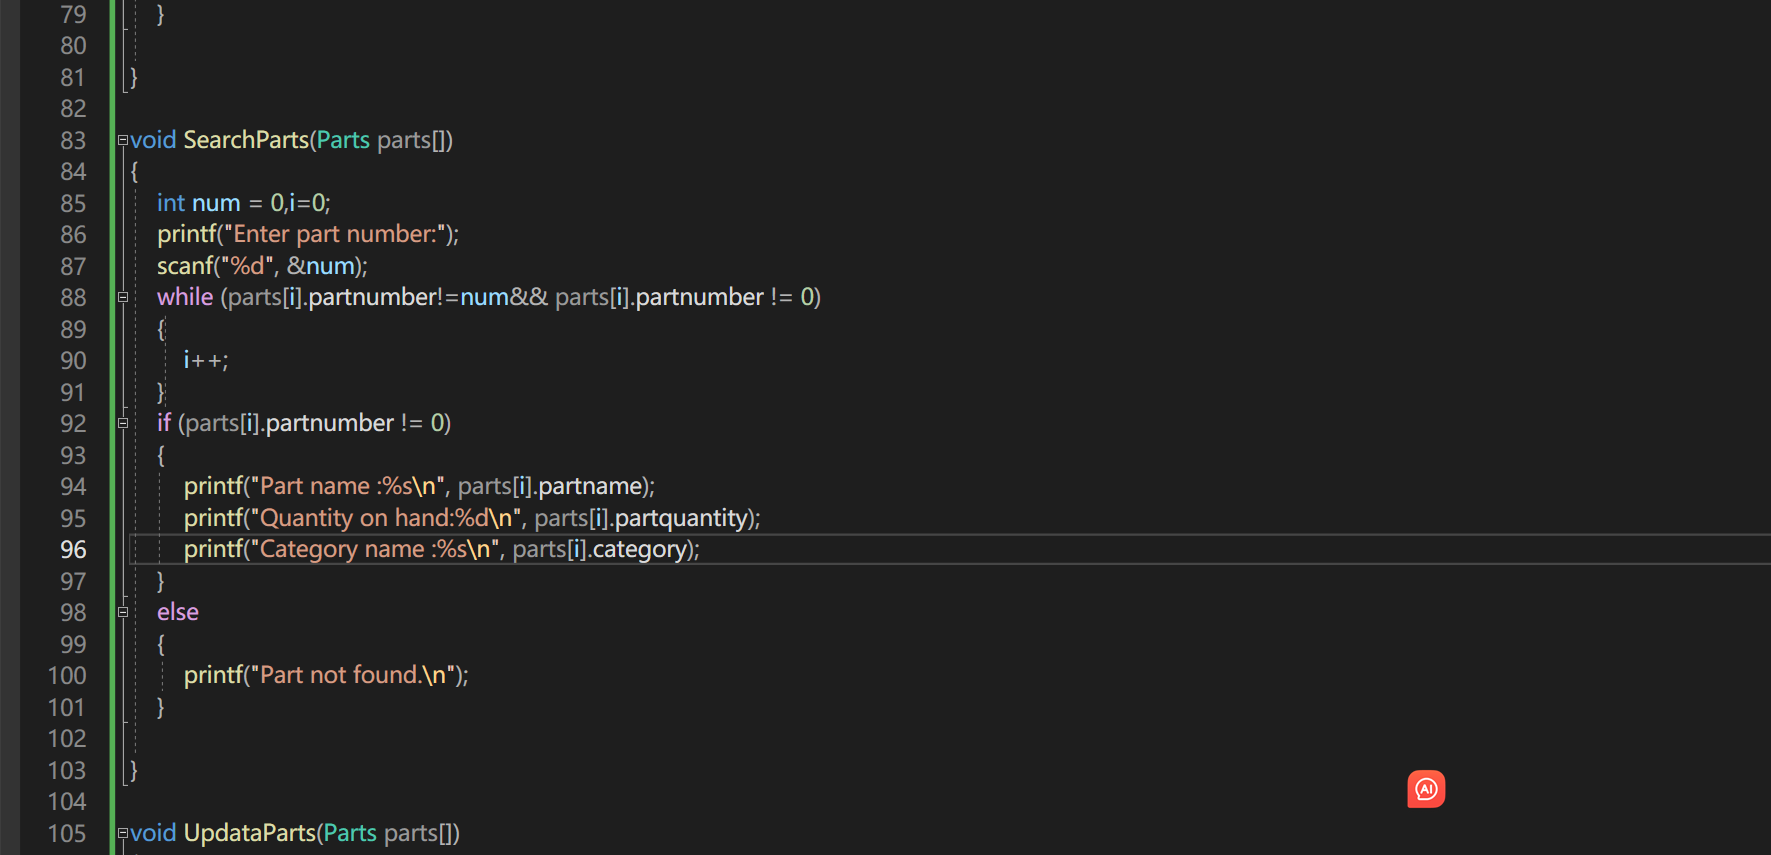 79 }
80
81 }
82
83 void SearchParts(Parts parts[])
84 {
85 int num = 0,i=0;
86 printf("Enter part number:");
87 scanf("%d", &num);
88 while (parts[i].partnumber!=num&& parts[i].partnumber != 0)
89 {
90 i++;
91 }
92 if (parts[i].partnumber != 0)
93 {
94 printf("Part name :%s\n", parts[i].partname);
95 printf("Quantity on hand:%d\n", parts[i].partquantity);
96 printf("Category name :%s\n", parts[i].category);
97 }
98 else
99 {
100 printf("Part not found.\n");
101 }
102
103 }
AI
104
105 void UpdataParts(Parts parts[])